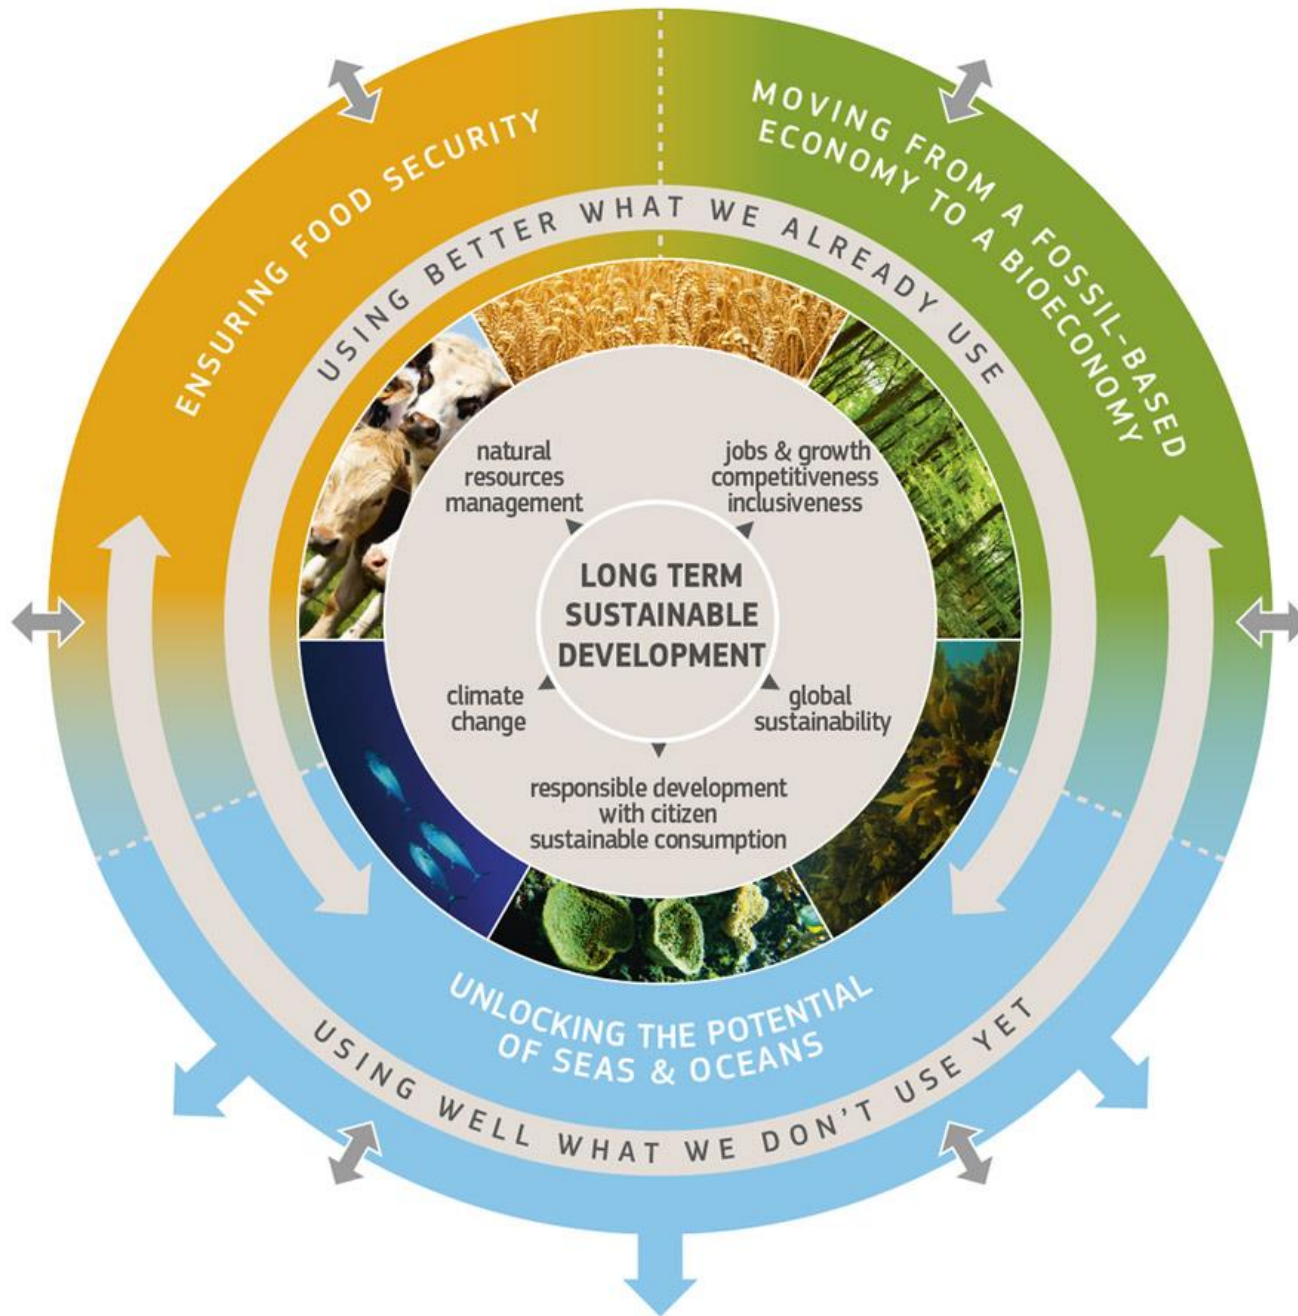 ENSURING FOOD SECURITY
MOVING FROM A FOSSIL-BASED
ECONOMY TO A BIOECONOMY
USING BETTER WHAT WE ALREADY USE
natural
resources
management
jobs & growth
competitiveness
inclusiveness
LONG TERM
SUSTAINABLE
DEVELOPMENT
climate
change
global
sustainability
responsible development
with citizen
sustainable consumption
UNLOCKING THE POTENTIAL
OF SEAS & OCEANS
USING WELL WHAT WE DON'T USE YET